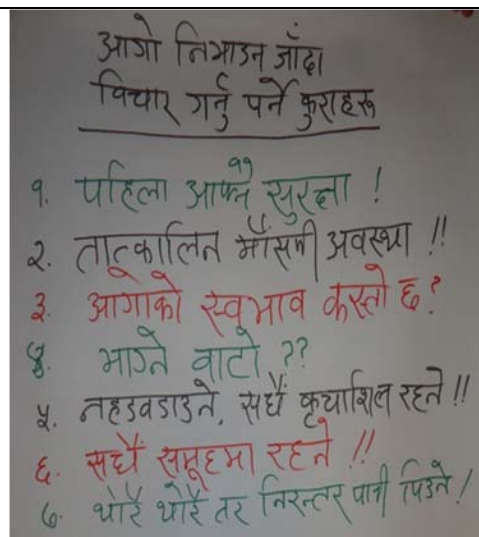 आगो निभाउन जाँदा
विचार गर्नु पर्ने कुराहरू
१. पहिला आफ्नै सुरक्षा !
२. तात्कालिन मौसमी अवस्था !!
३. आगोको स्वभाव कस्तो छ ?
४. भाग्ने वाटो ??
५. नहडवडाउने, सधैं कृयाशिल रहने !!
६. सधैं समूहमा रहने !!
७. थोरै थोरै तर निरन्तर पानी पिउने !